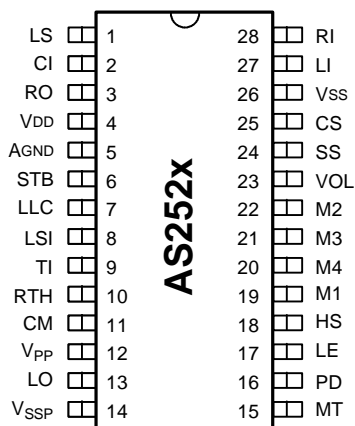 LS 1 28 RI
CI 2 27 LI
RO 3 26 VSS
VDD 4 25 CS
AGND 5 24 SS
STB 6 23 VOL
LLC 7 22 M2
LSI 8 21 M3
TI 9 20 M4
RTH 10 19 M1
CM 11 18 HS
VPP 12 17 LE
LO 13 16 PD
VSSP 14 15 MT
AS252x